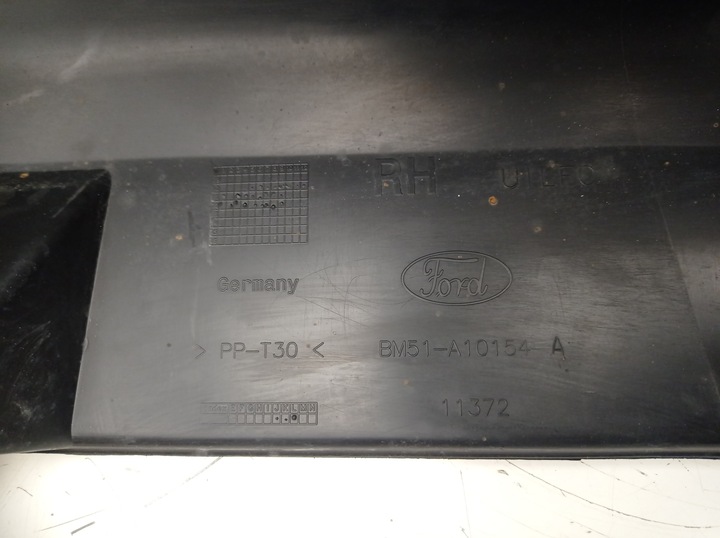 RH
Germany
Ford
> PP-T30 <
BM51-A10154 A
11372